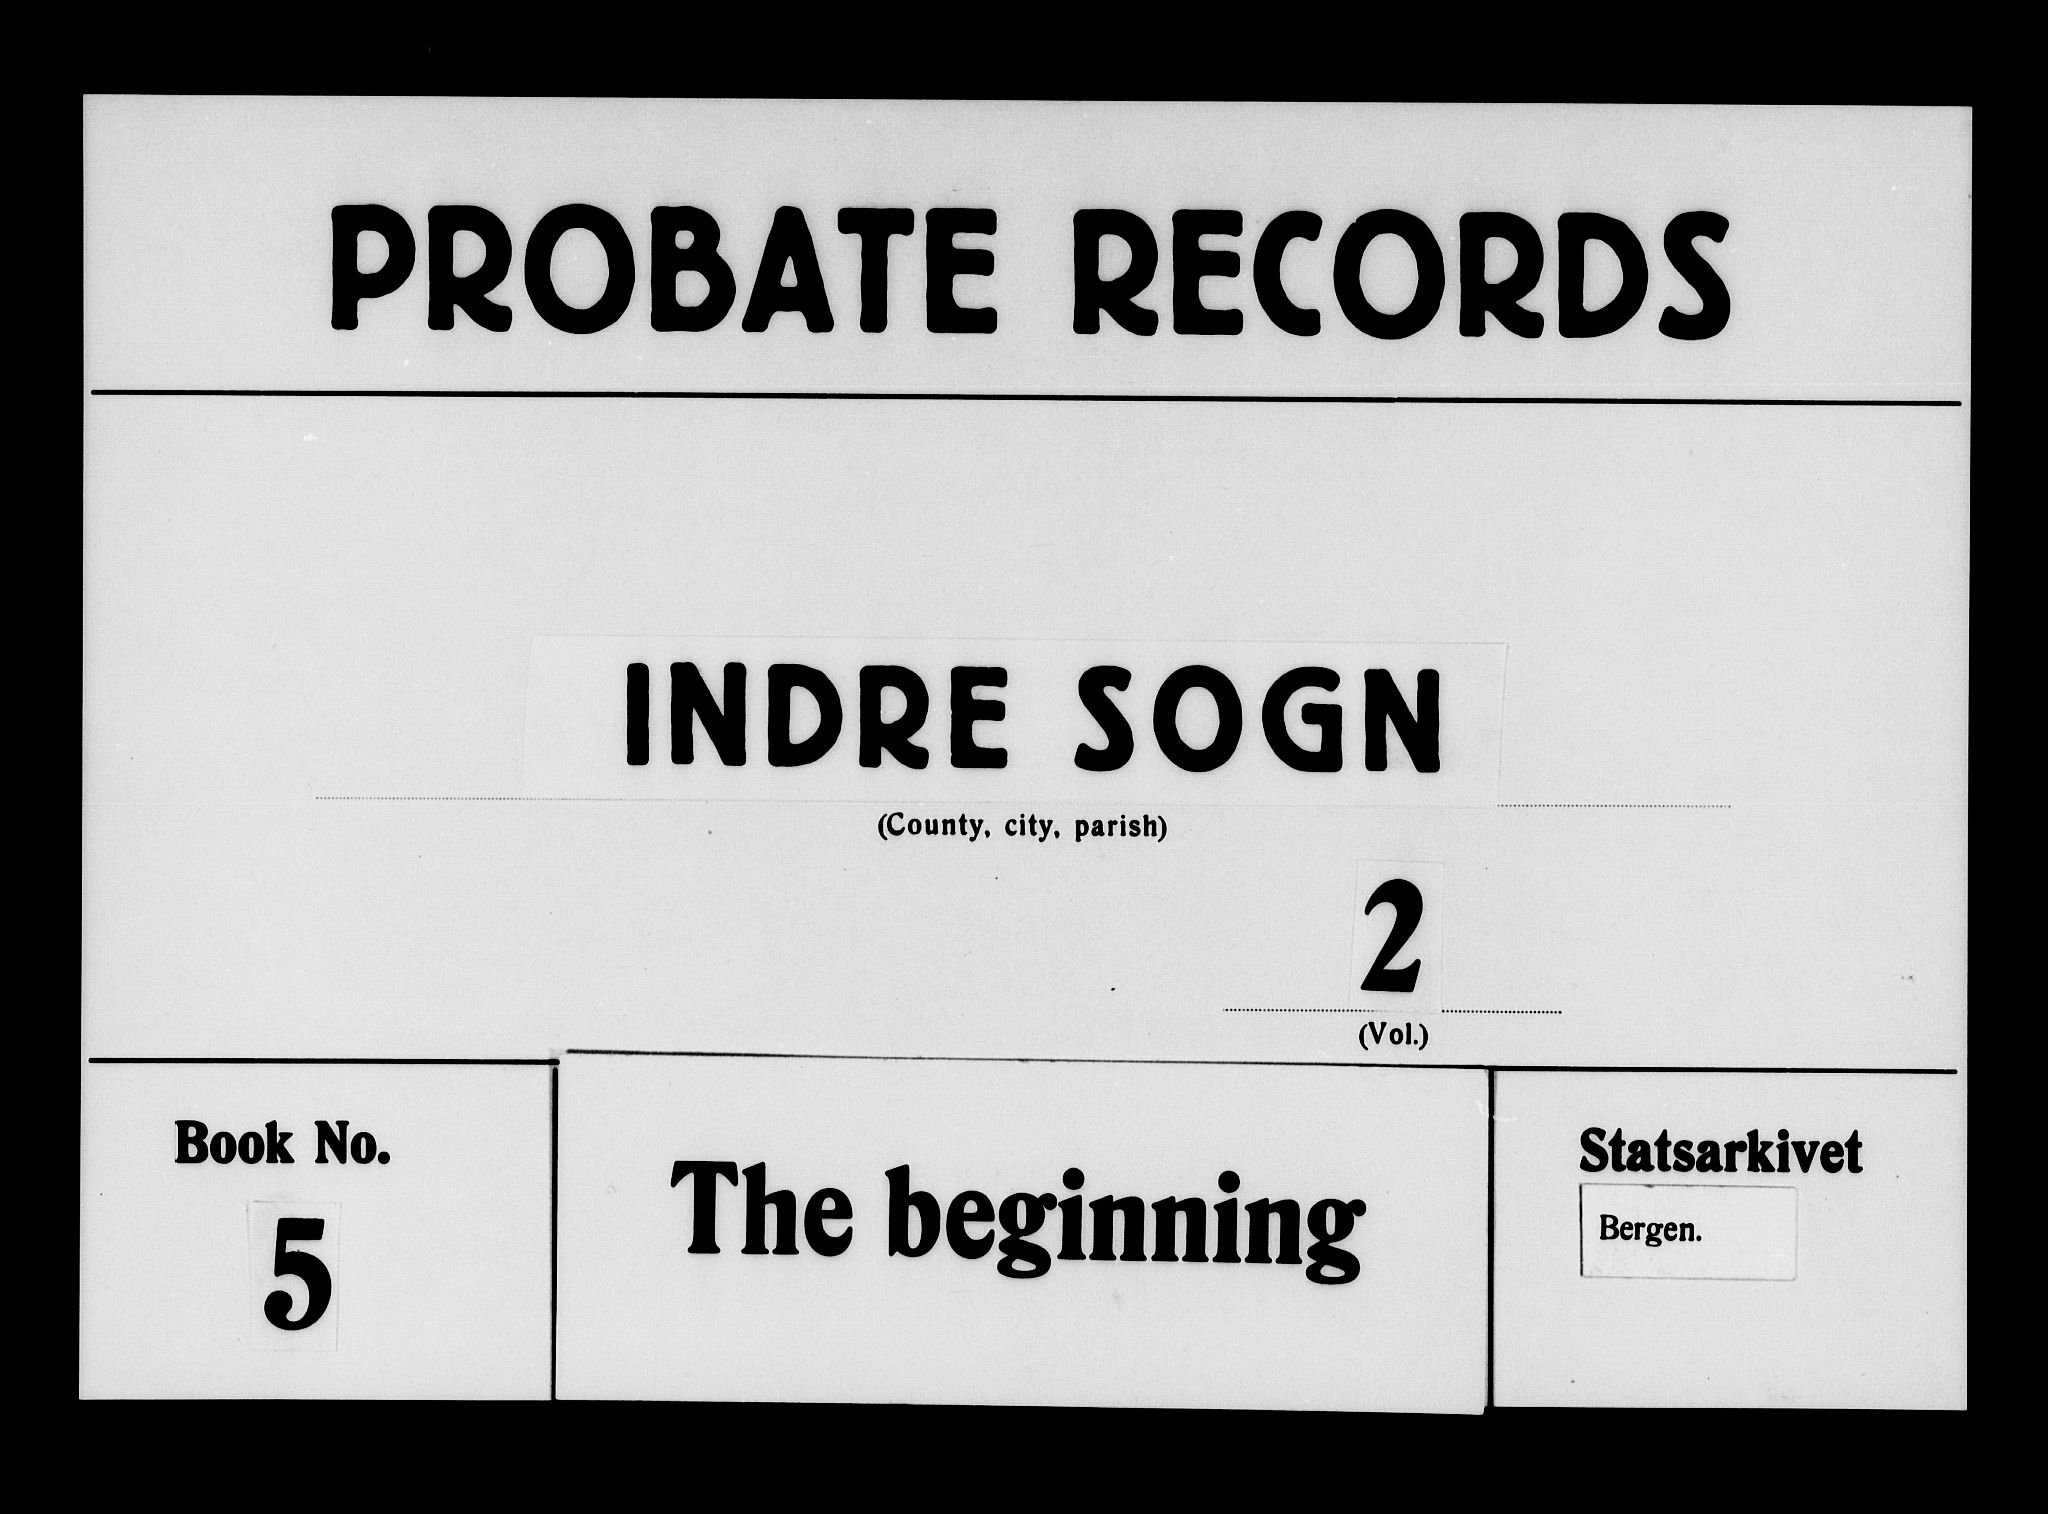 PROBATE RECORDS
INDRE SOGN
(County, city, parish)
2
(Vol.)
Book No.
5
The beginning
Statsarkivet
Bergen.